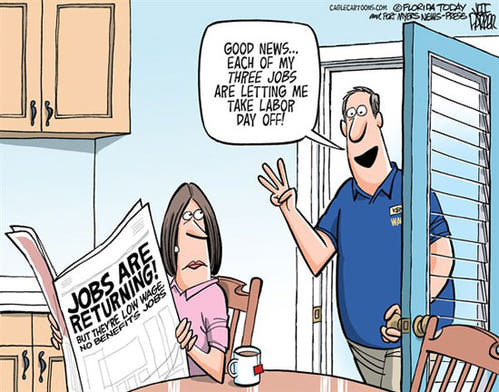 CAGLECARTOONS.COM © FLORIDA TODAY
AND FORT MYERS NEWS-PRESS
JEFF
PARKER
GOOD NEWS...
EACH OF MY
THREE JOBS
ARE LETTING ME
TAKE LABOR
DAY OFF!
JOBS ARE
RETURNING!
BUT THEY'RE LOW WAGE
NO BENEFITS JOBS